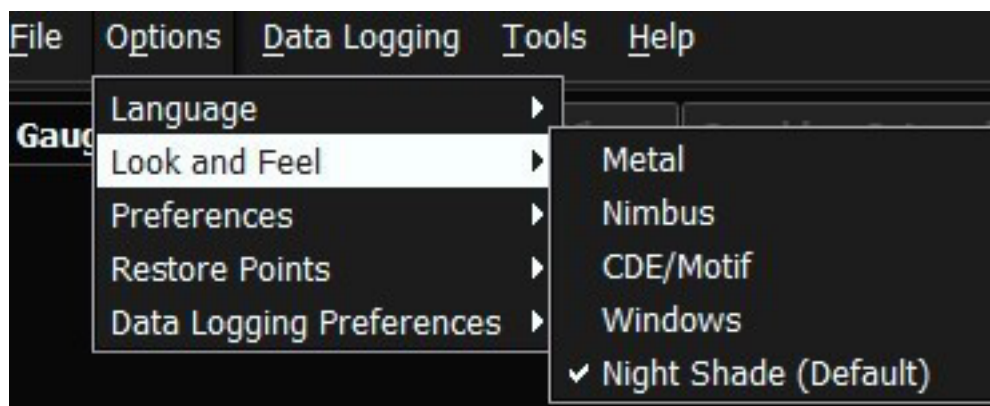 File Options Data Logging Tools Help
Language
Gaug
Look and Feel
Metal
Preferences
Nimbus
Restore Points
CDE/Motif
Data Logging Preferences
Windows
Night Shade (Default)